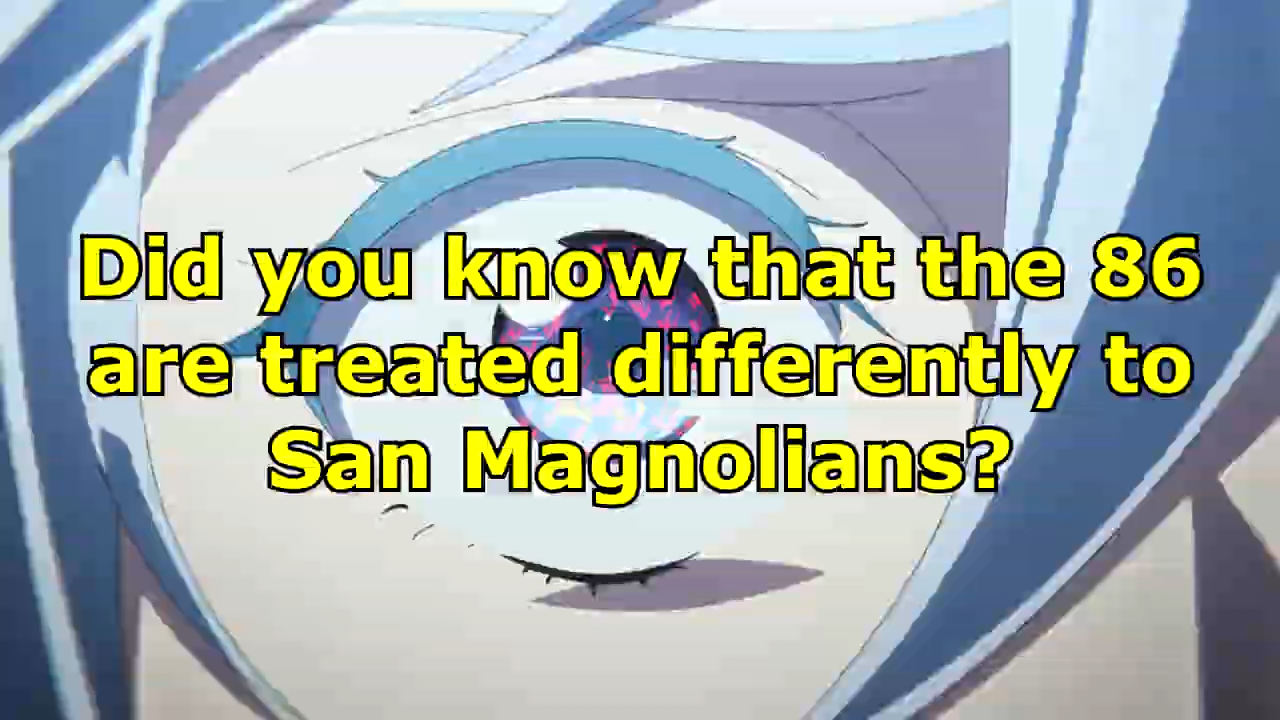 Did you know that the 86
are treated differently to
San Magnolians?